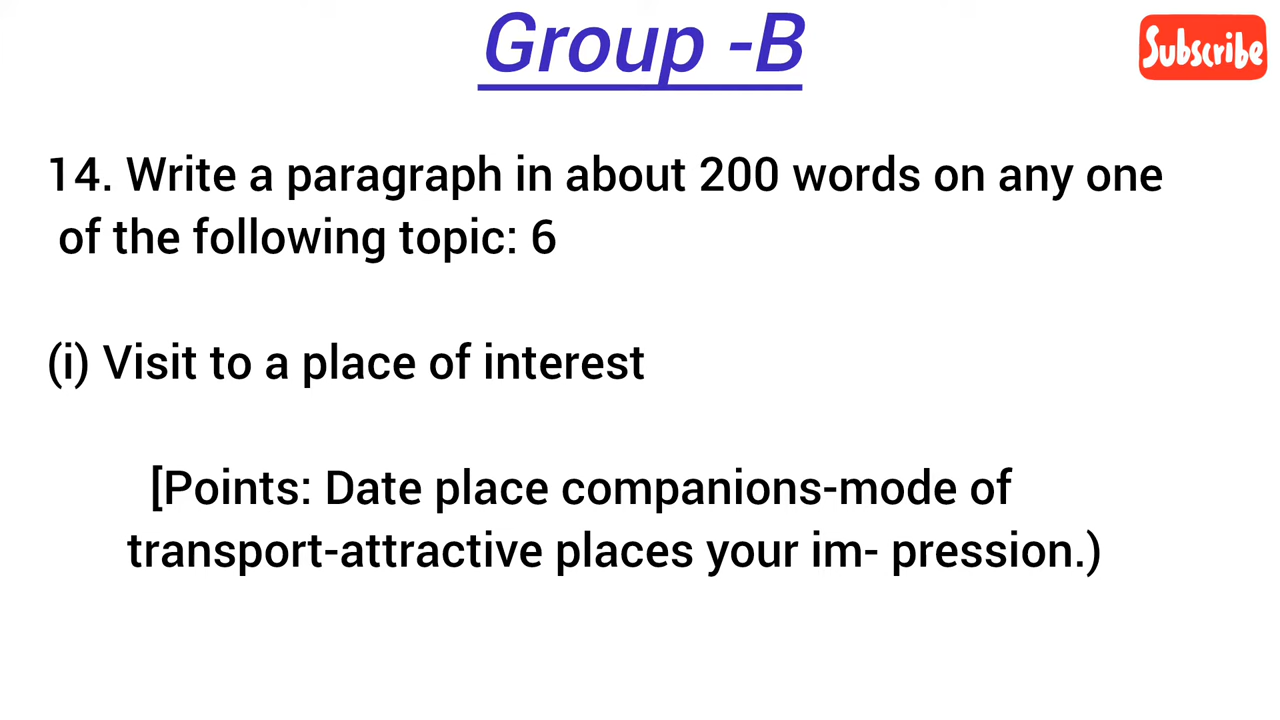 Group -B
Subscribe
14. Write a paragraph in about 200 words on any one
of the following topic: 6
(i) Visit to a place of interest
[Points: Date place companions-mode of
transport-attractive places your im- pression.)